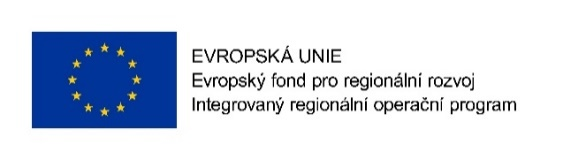 EVROPSKÁ UNIE
Evropský fond pro regionální rozvoj
Integrovaný regionální operační program